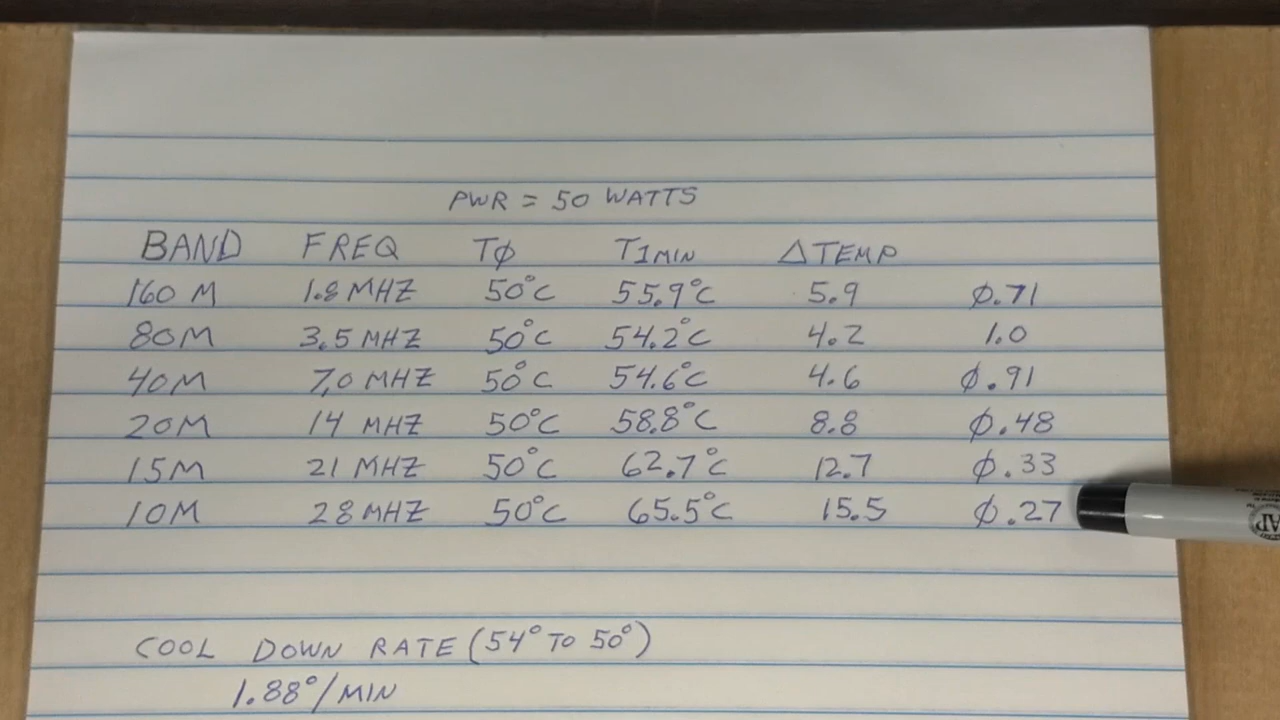 PWR = 50 WATTS
BAND FREQ TØ T1MIN ΔTEMP
160 M 1.8 MHZ 50°C 55.9°C 5.9 Ø.71
80M 3.5 MHZ 50°C 54.2°C 4.2 1.0
40M 7.0 MHZ 50°C 54.6°C 4.6 Ø.91
20M 14 MHZ 50°C 58.8°C 8.8 Ø.48
15M 21 MHZ 50°C 62.7°C 12.7 Ø.33
10M 28 MHZ 50°C 65.5°C 15.5 Ø.27
COOL DOWN RATE (54° TO 50°)
1.88°/MIN
AP